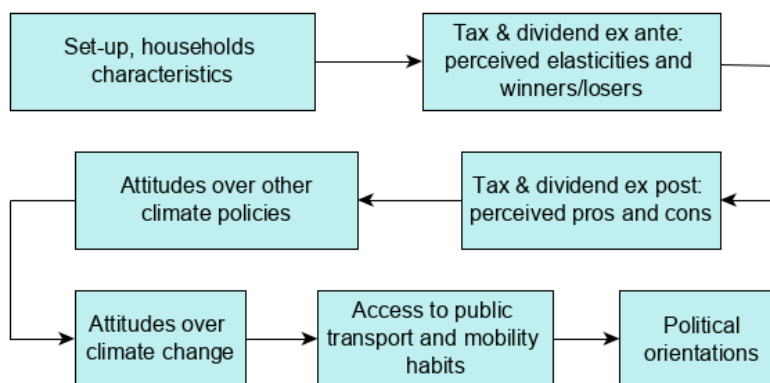 Set-up, households
characteristics
Tax & dividend ex ante:
perceived elasticities and
winners/losers
Attitudes over other
climate policies
Tax & dividend ex post:
perceived pros and cons
Attitudes over
climate change
Access to public
transport and mobility
habits
Political
orientations